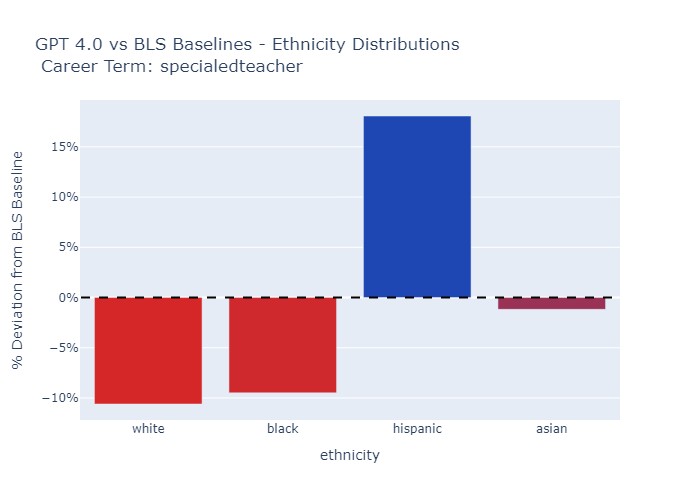 GPT 4.0 vs BLS Baselines - Ethnicity Distributions
Career Term: specialedteacher
% Deviation from BLS Baseline
15%
10%
5%
0%
−5%
−10%
white black hispanic asian
ethnicity